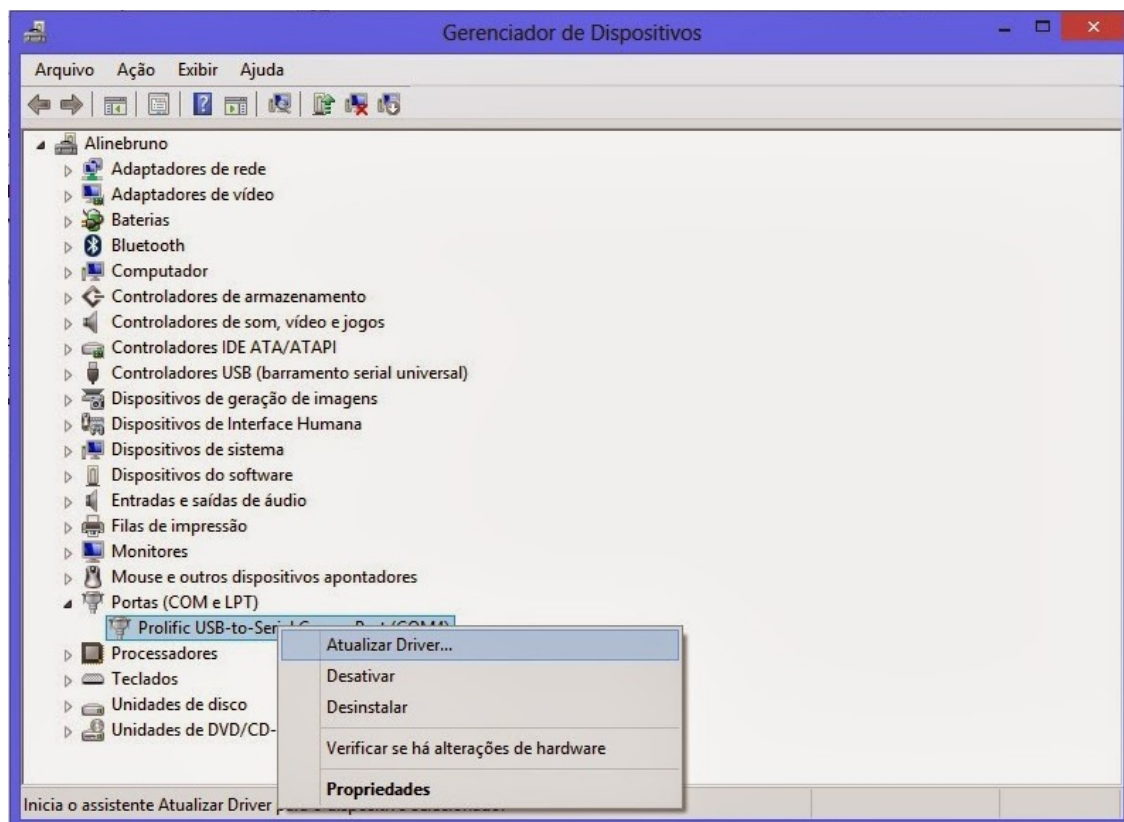 Gerenciador de Dispositivos
Arquivo Ação Exibir Ajuda
Alinebruno
Adaptadores de rede
Adaptadores de vídeo
Baterias
Bluetooth
Computador
Controladores de armazenamento
Controladores de som, vídeo e jogos
Controladores IDE ATA/ATAPI
Controladores USB (barramento serial universal)
Dispositivos de geração de imagens
Dispositivos de Interface Humana
Dispositivos de sistema
Dispositivos do software
Entradas e saídas de áudio
Filas de impressão
Monitores
Mouse e outros dispositivos apontadores
Portas (COM e LPT)
Prolific USB-to-Ser
Atualizar Driver...
Processadores
Desativar
Teclados
Desinstalar
Unidades de disco
Unidades de DVD/CD-
Verificar se há alterações de hardware
Propriedades
Inicia o assistente Atualizar Driver